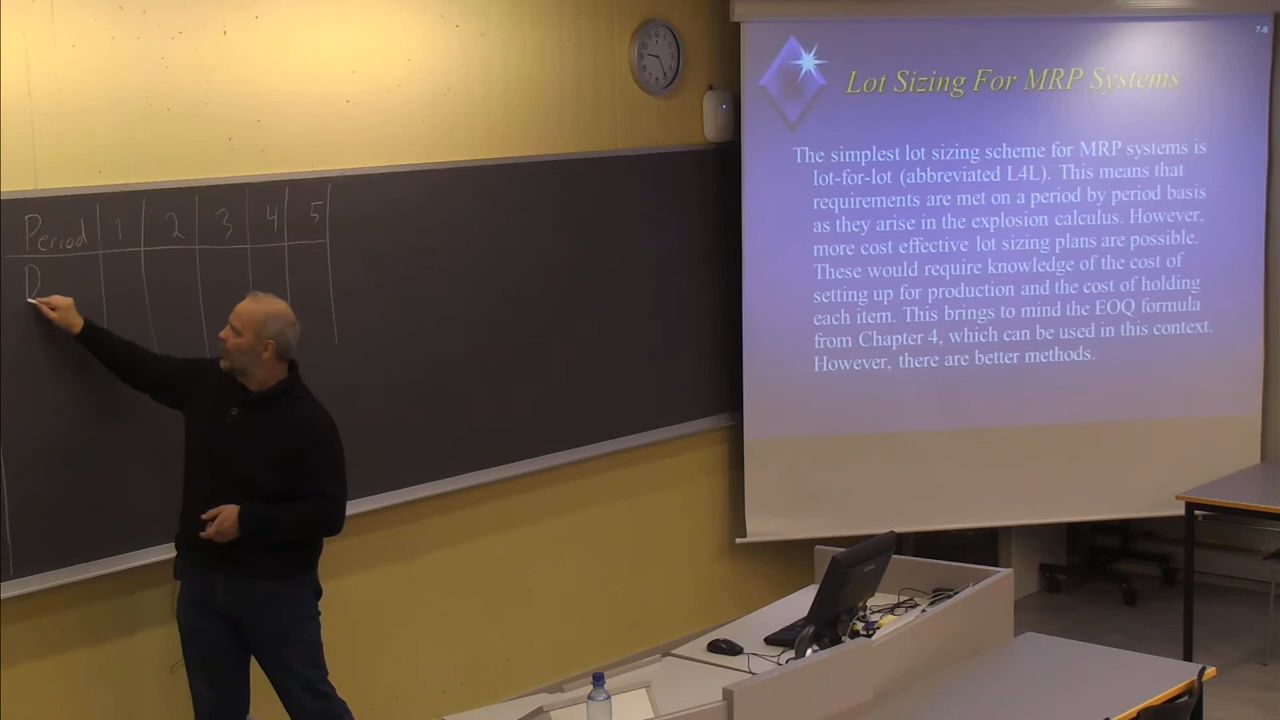 Period 1 2 3 4 5
D
7-9
Lot Sizing For MRP Systems
The simplest lot sizing scheme for MRP systems is
lot-for-lot (abbreviated L4L). This means that
requirements are met on a period by period basis
as they arise in the explosion calculus. However,
more cost effective lot sizing plans are possible.
These would require knowledge of the cost of
setting up for production and the cost of holding
each item. This brings to mind the EOQ formula
from Chapter 4, which can be used in this context.
However, there are better methods.